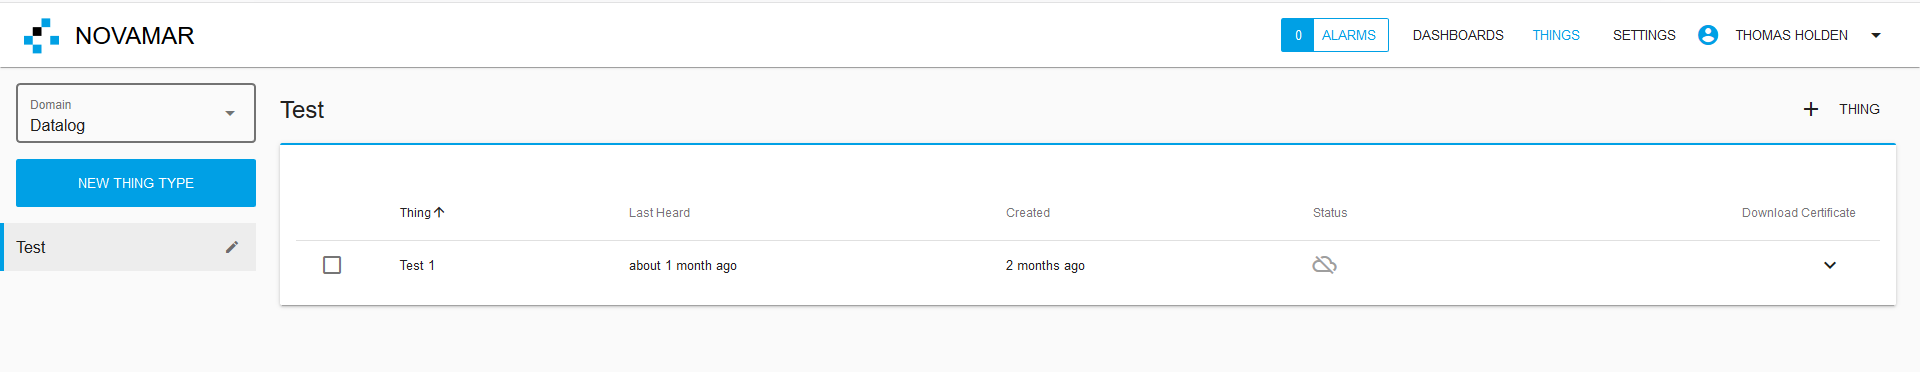 NOVAMAR
0 ALARMS DASHBOARDS THINGS SETTINGS THOMAS HOLDEN
Domain
Datalog
NEW THING TYPE
Test
Test
THING
Thing Last Heard Created Status Download Certificate
Test 1 about 1 month ago 2 months ago